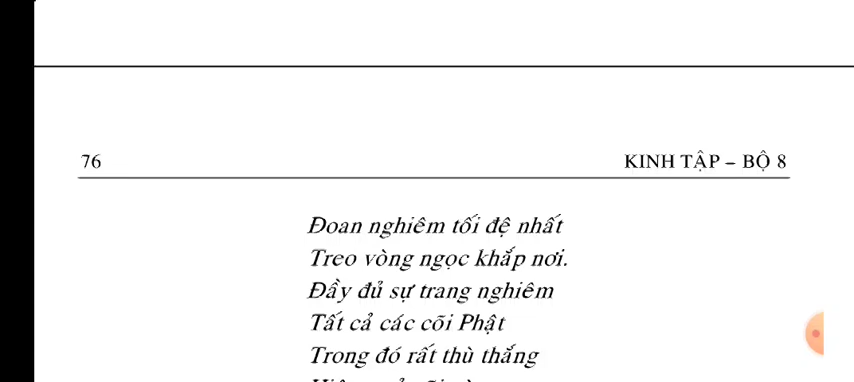 76
KINH TẬP – BỘ 8
Đoan nghiêm tối đệ nhất
Treo vòng ngọc khắp nơi.
Đầy đủ sự trang nghiêm
Tất cả các cõi Phật
Trong đó rất thù thắng